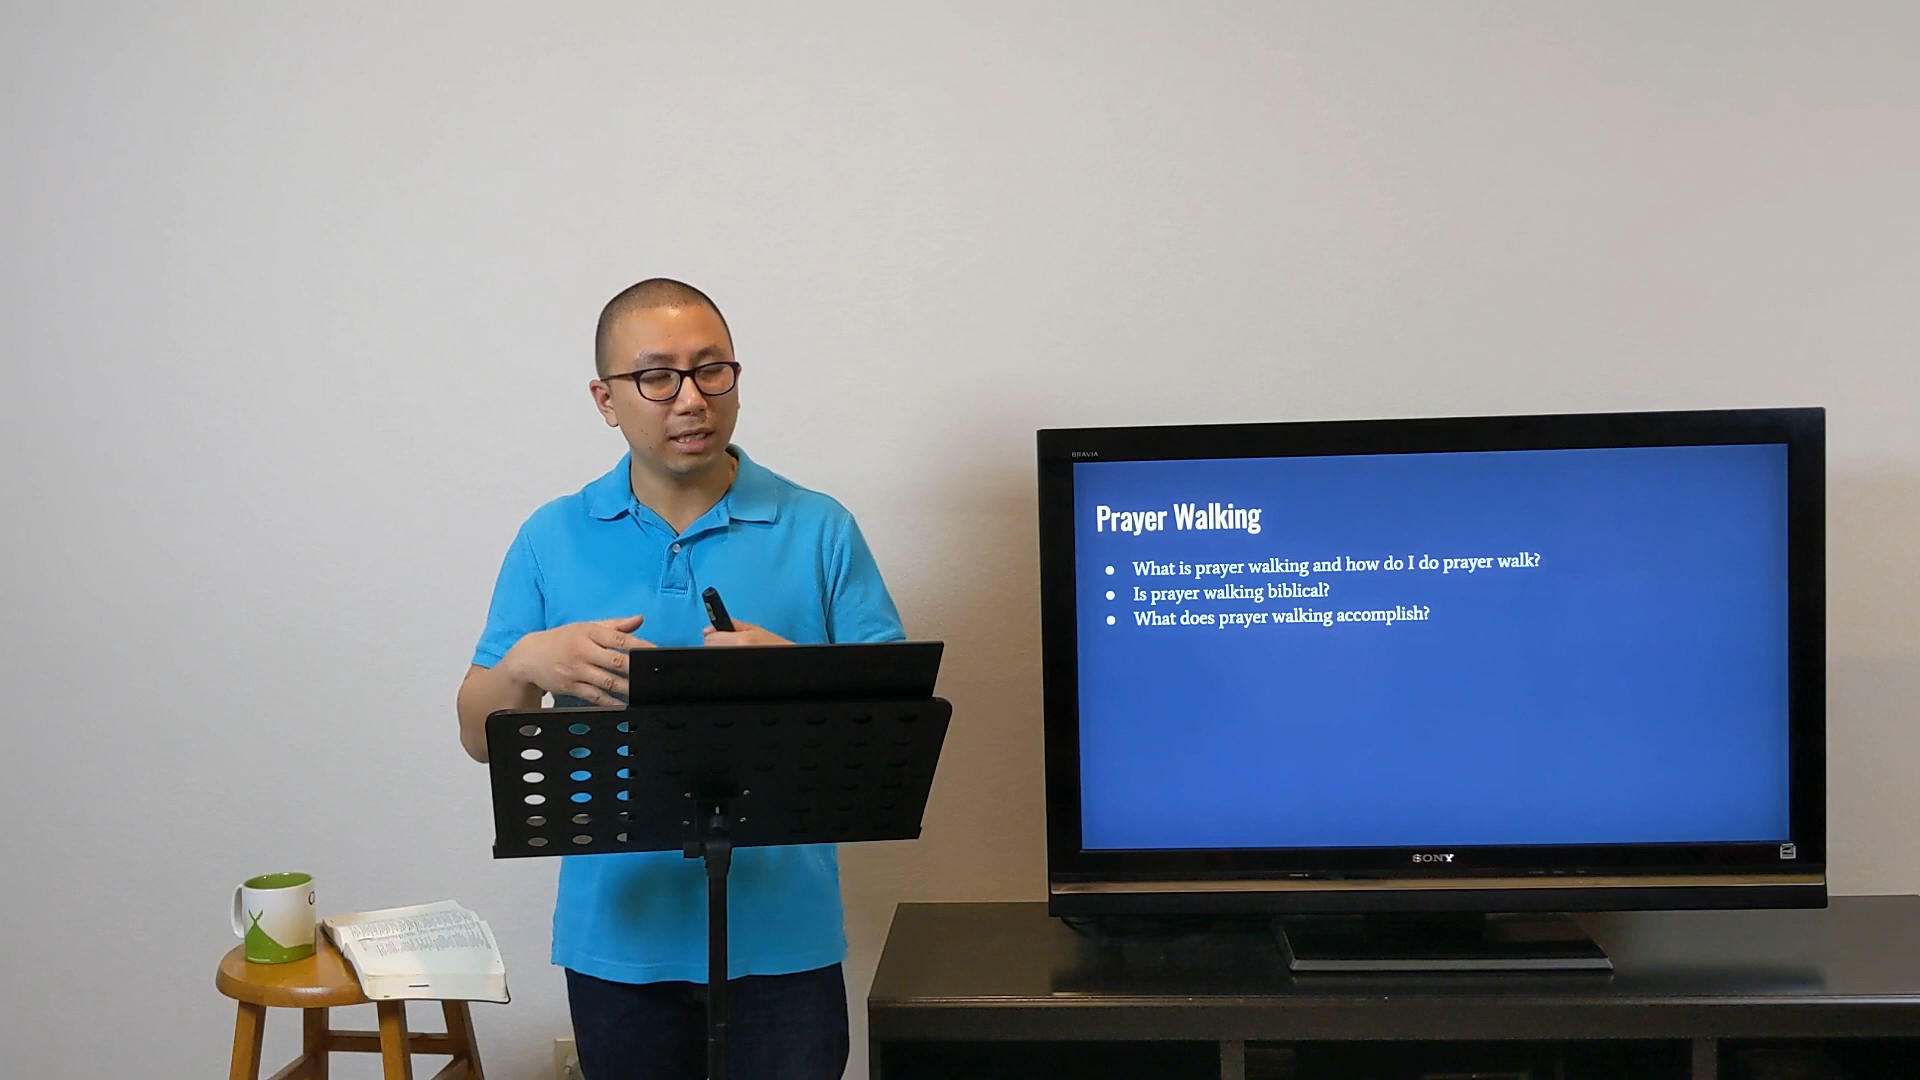 BRAVIA
Prayer Walking
● What is prayer walking and how do I do prayer walk?
● Is prayer walking biblical?
● What does prayer walking accomplish?
SONY